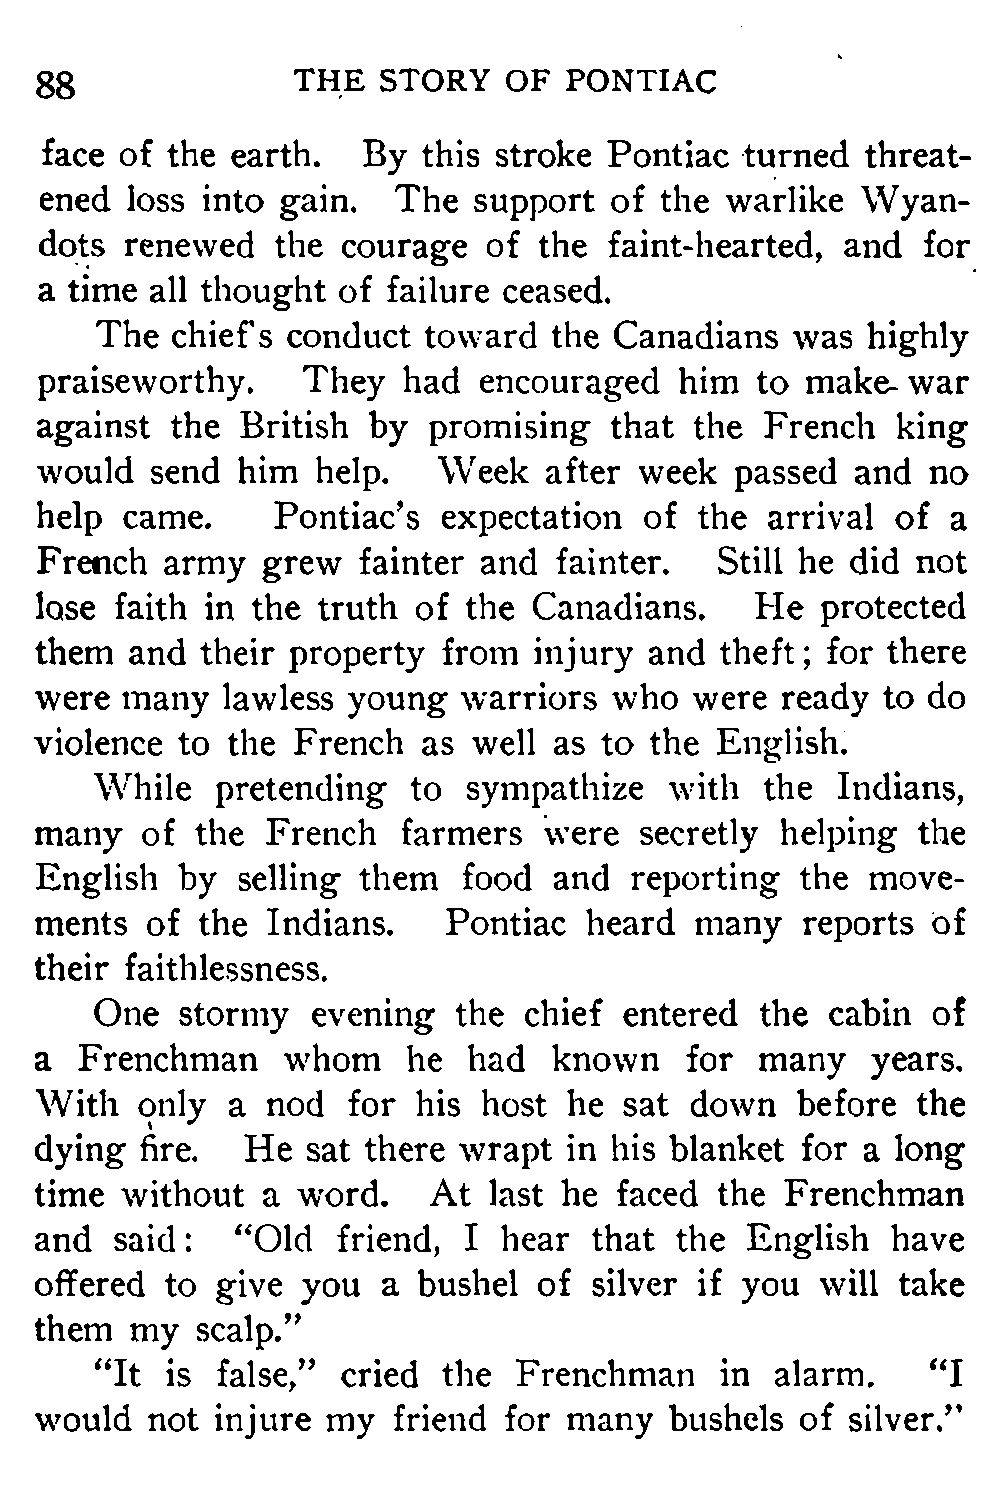 88 THE STORY OF PONTIAC
face of the earth. By this stroke Pontiac turned threat-
ened loss into gain. The support of the warlike Wyan-
dots renewed the courage of the faint-hearted, and for
a time all thought of failure ceased.
The chief's conduct toward the Canadians was highly
praiseworthy. They had encouraged him to make war
against the British by promising that the French king
would send him help. Week after week passed and no
help came. Pontiac's expectation of the arrival of a
French army grew fainter and fainter. Still he did not
lose faith in the truth of the Canadians. He protected
them and their property from injury and theft; for there
were many lawless young warriors who were ready to do
violence to the French as well as to the English.
While pretending to sympathize with the Indians,
many of the French farmers were secretly helping the
English by selling them food and reporting the move-
ments of the Indians. Pontiac heard many reports of
their faithlessness.
One stormy evening the chief entered the cabin of
a Frenchman whom he had known for many years.
With only a nod for his host he sat down before the
dying fire. He sat there wrapt in his blanket for a long
time without a word. At last he faced the Frenchman
and said: "Old friend, I hear that the English have
offered to give you a bushel of silver if you will take
them my scalp."
"It is false," cried the Frenchman in alarm. "I
would not injure my friend for many bushels of silver."